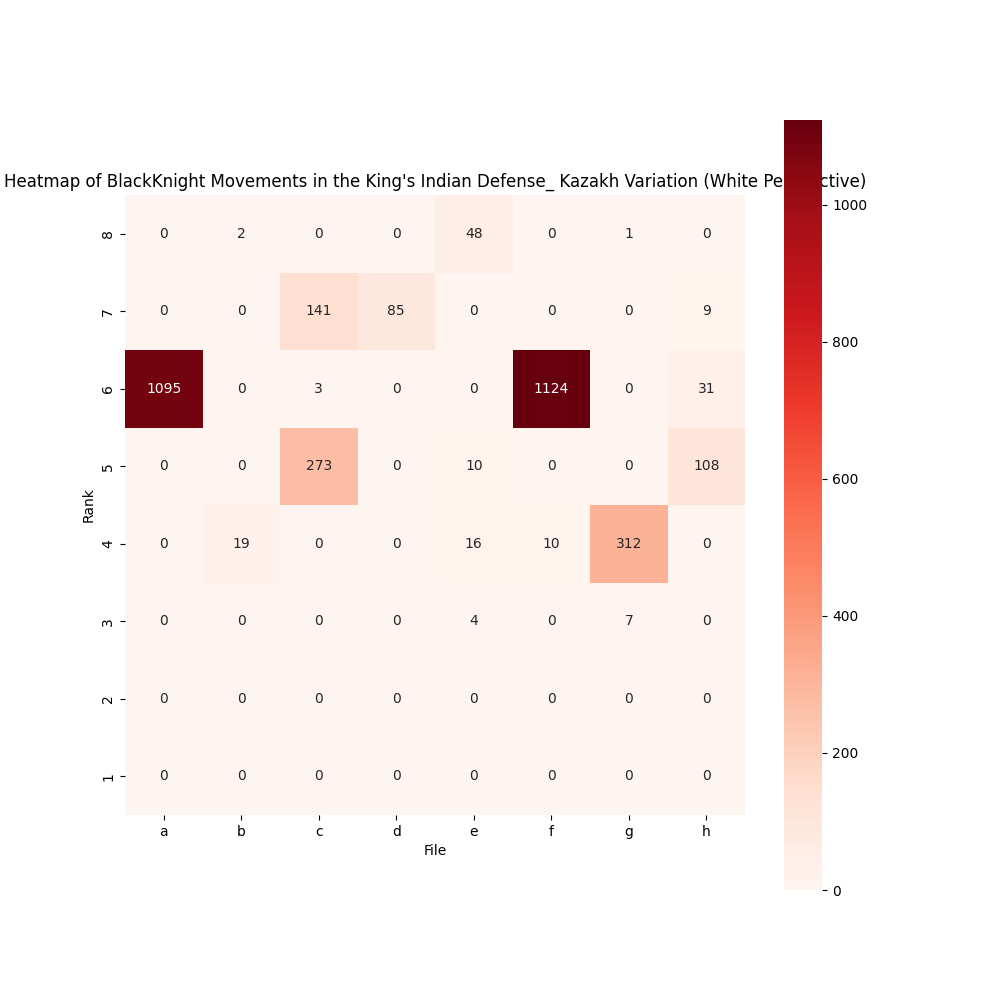 Heatmap of BlackKnight Movements in the King's Indian Defense_ Kazakh Variation (White Pe ctive)
1000
800
600
400
200
0
8 0 2 0 0 48 0 1 0
7 0 0 141 85 0 0 0 9
6 1095 0 3 0 0 1124 0 31
5 0 0 273 0 10 0 0 108
4 0 19 0 0 16 10 312 0
3 0 0 0 0 4 0 7 0
2 0 0 0 0 0 0 0 0
1 0 0 0 0 0 0 0 0
Rank
a b c d e f g h
File